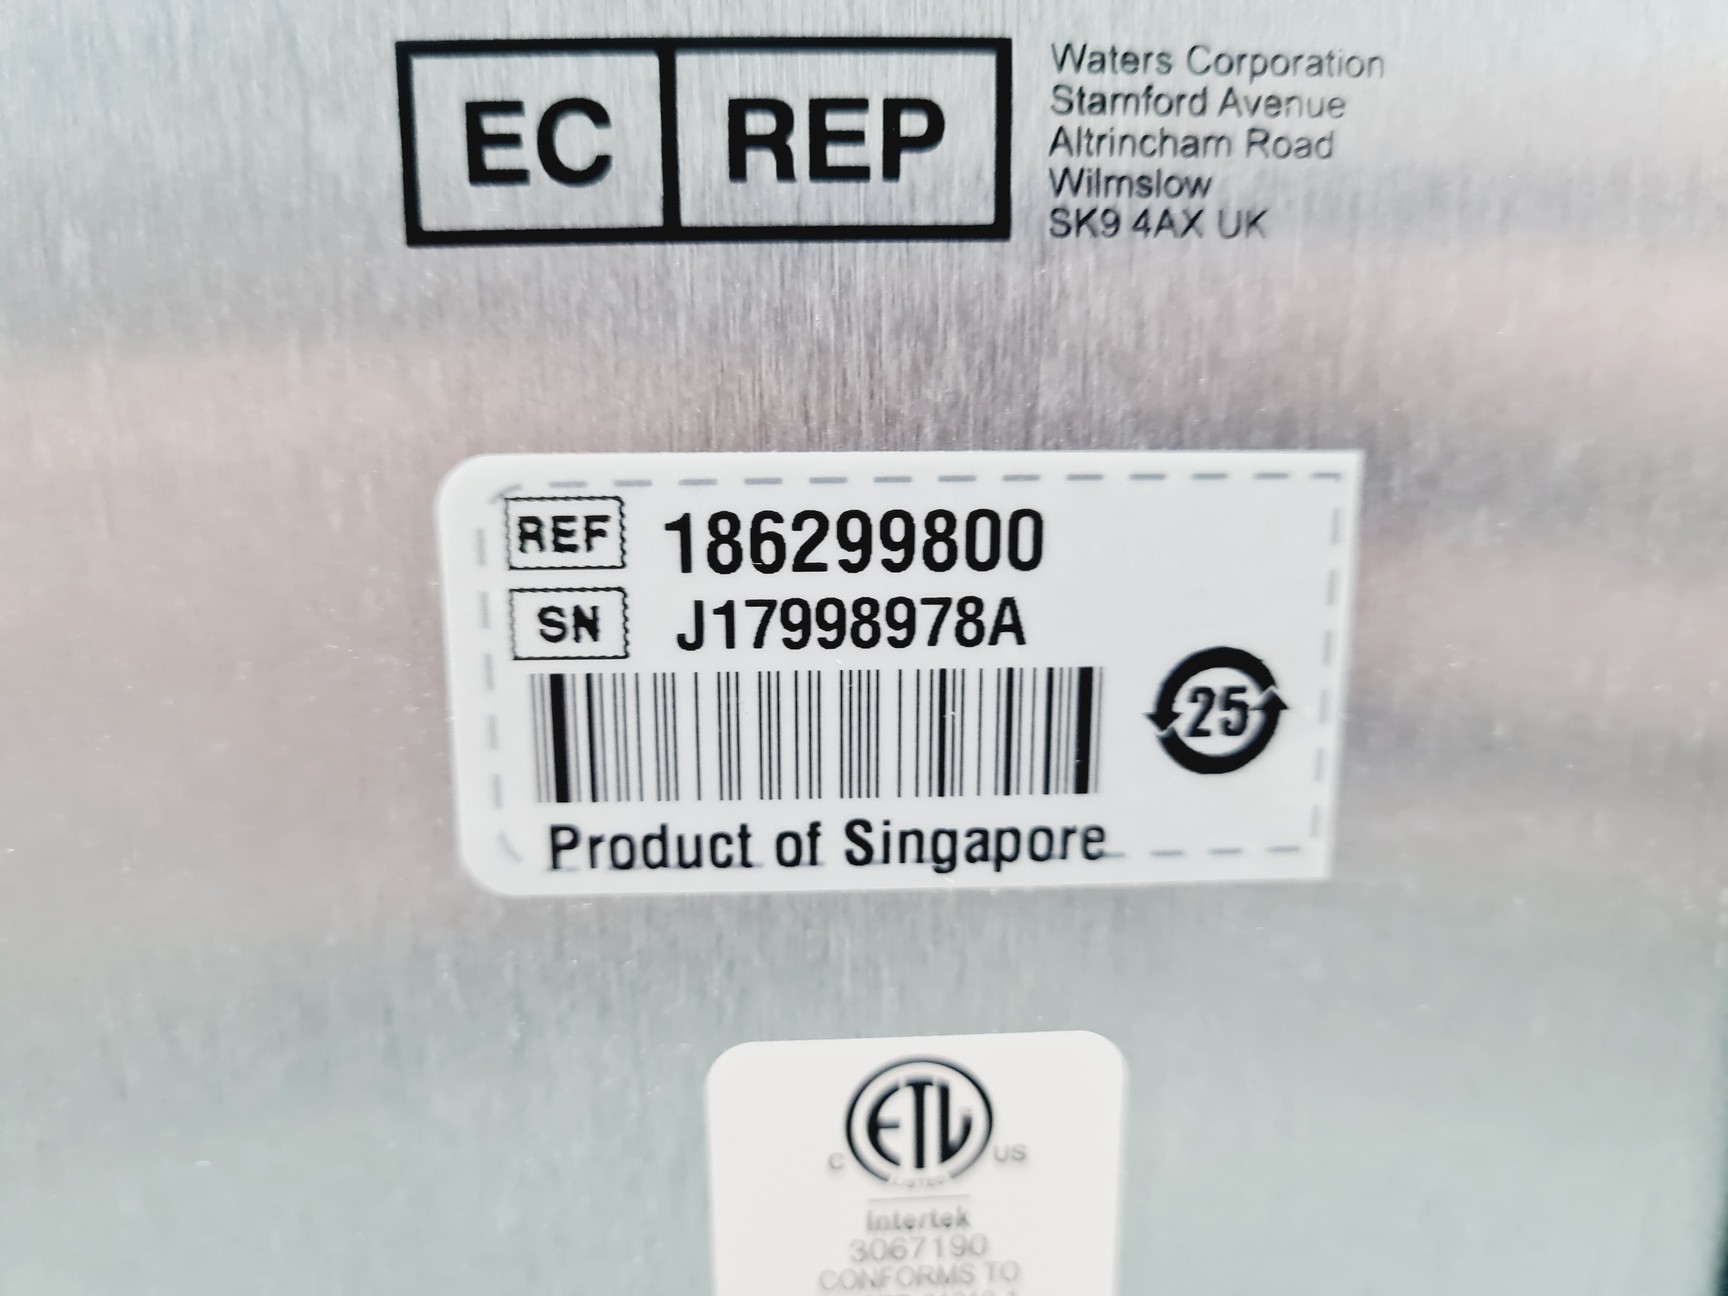 EC REP
Waters Corporation
Stamford Avenue
Altrincham Road
Wilmslow
SK9 4AX UK
REF 186299800
SN J17998978A
25
Product of Singapore
ETL
C US
LISTED
Intertek
3067190
CONFORMS TO